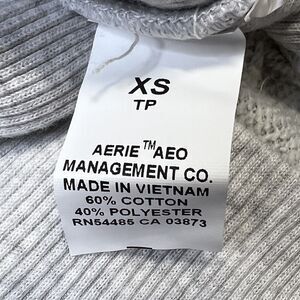 XS
TP
AERIE™AEO
MANAGEMENT CO.
MADE IN VIETNAM
60% COTTON
40% POLYESTER
RN54485 CA 03873